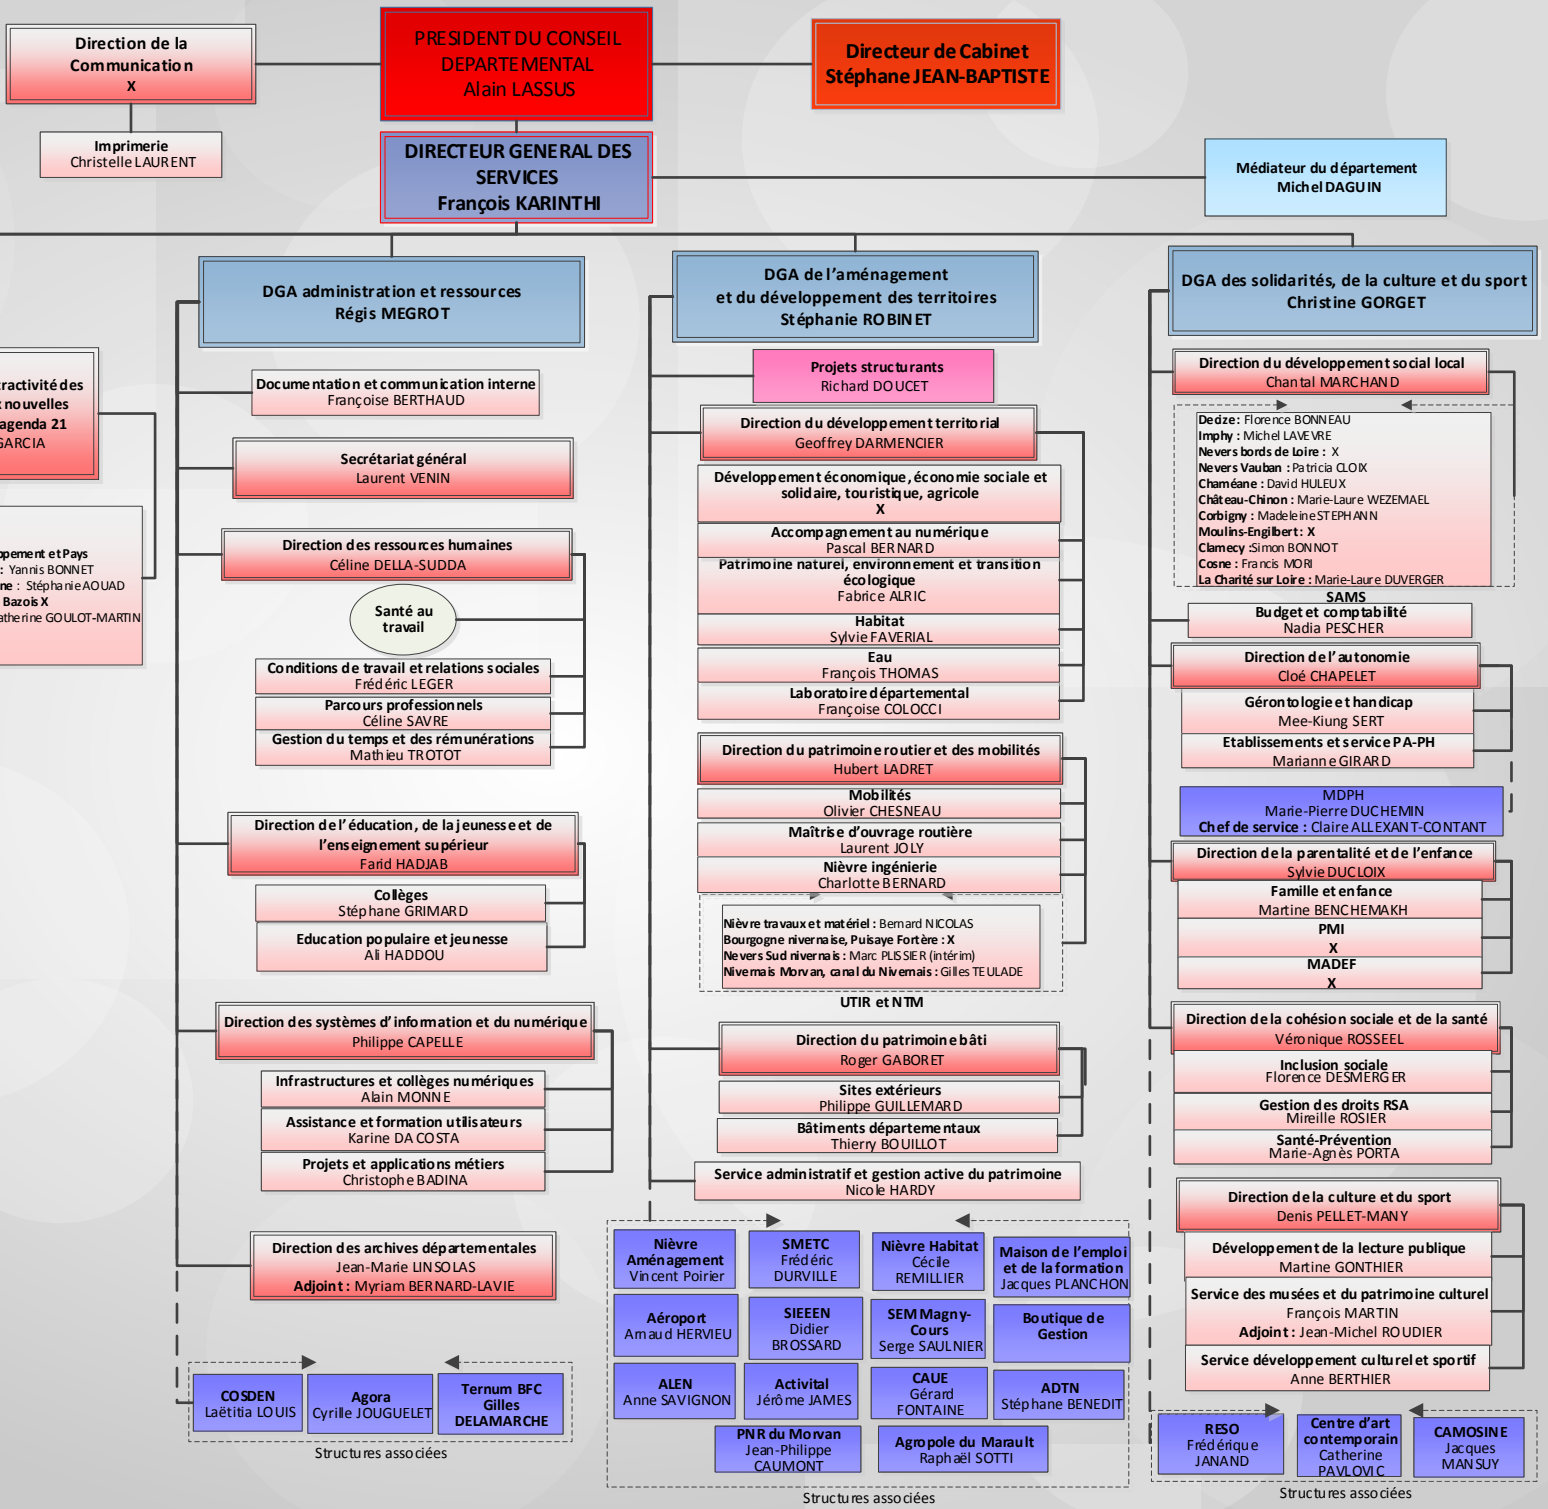 Direction de la
Communication
X
PRESIDENT DU CONSEIL
DEPARTEMENTAL
Alain LASSUS
Directeur de Cabinet
Stéphane JEAN-BAPTISTE
Imprimerie
Christelle LAURENT
DIRECTEUR GENERAL DES
SERVICES
François KARINTHI
Médiateur du département
Michel DAGUIN
tractivité des
x nouvelles
agenda 21
GARCIA
ppement et Pays
: Yannis BONNET
ne : Stéphanie AOUAD
Bazois X
atherine GOULOT-MARTIN
DGA administration et ressources
Régis MEGROT
Documentation et communication interne
Françoise BERTHAUD
Secrétariat général
Laurent VENIN
Direction des ressources humaines
Céline DELLA-SUDDA
Santé au
travail
Conditions de travail et relations sociales
Frédéric LEGER
Parcours professionnels
Céline SAVRE
Gestion du temps et des rémunérations
Mathieu TROTOT
Direction de l'éducation, de la jeunesse et de
l'enseignement supérieur
Farid HADJAB
Collèges
Stéphane GRIMARD
Education populaire et jeunesse
Ali HADDOU
Direction des systèmes d'information et du numérique
Philippe CAPELLE
Infrastructures et collèges numériques
Alain MONNE
Assistance et formation utilisateurs
Karine DA COSTA
Projets et applications métiers
Christophe BADINA
Direction des archives départementales
Jean-Marie LINSOLAS
Adjoint : Myriam BERNARD-LAVIE
COSDEN
Laëtitia LOUIS
Agora
Cyrille JOUGUELET
Ternum BFC
Gilles
DELAMARCHE
Structures associées
DGA de l'aménagement
et du développement des territoires
Stéphanie ROBINET
Projets structurants
Richard DOUCET
Direction du développement territorial
Geoffrey DARMENCIER
Développement économique, économie sociale et
solidaire, touristique, agricole
X
Accompagnement au numérique
Pascal BERNARD
Patrimoine naturel, environnement et transition
écologique
Fabrice ALRIC
Habitat
Sylvie FAVERIAL
Eau
François THOMAS
Laboratoire départemental
Françoise COLOCCI
Direction du patrimoine routier et des mobilités
Hubert LADRET
Mobilités
Olivier CHESNEAU
Maîtrise d'ouvrage routière
Laurent JOLY
Nièvre ingénierie
Charlotte BERNARD
Nièvre travaux et matériel : Bernard NICOLAS
Bourgogne nivernaise, Puisaye Fortère : X
Nevers Sud nivernais : Marc PLISSIER (intérim)
Nivernais Morvan, canal du Nivernais : Gilles TEULADE
UTIR et NTM
Direction du patrimoine bâti
Roger GABORET
Sites extérieurs
Philippe GUILLEMARD
Bâtiments départementaux
Thierry BOUILLOT
Service administratif et gestion active du patrimoine
Nicole HARDY
Nièvre
Aménagement
Vincent Poirier
SMETC
Frédéric
DURVILLE
Nièvre Habitat
Cécile
REMILLIER
Maison de l'emploi
et de la formation
Jacques PLANCHON
Aéroport
Arnaud HERVIEU
SIEEEN
Didier
BROSSARD
SEM Magny-
Cours
Serge SAULNIER
Boutique de
Gestion
ALEN
Anne SAVIGNON
Activital
Jérôme JAMES
CAUE
Gérard
FONTAINE
ADTN
Stéphane BENEDIT
PNR du Morvan
Jean-Philippe
CAUMONT
Agropole du Marault
Raphaël SOTTI
Structures associées
DGA des solidarités, de la culture et du sport
Christine GORGET
Direction du développement social local
Chantal MARCHAND
Decize : Florence BONNEAU
Imphy : Michel LAVEVRE
Nevers bords de Loire : X
Nevers Vauban : Patricia CLOIX
Chaméane : David HULEUX
Château-Chinon : Marie-Laure WEZEMAEL
Corbigny : Madeleine STEPHANN
Moulins-Engilbert : X
Clamecy : Simon BONNOT
Cosne : Francis MORI
La Charité sur Loire : Marie-Laure DUVERGER
SAMS
Budget et comptabilité
Nadia PESCHER
Direction de l'autonomie
Cloé CHAPELET
Gérontologie et handicap
Mee-Kiung SERT
Etablissements et service PA-PH
Marianne GIRARD
MDPH
Marie-Pierre DUCHEMIN
Chef de service : Claire ALLEXANT-CONTANT
Direction de la parentalité et de l'enfance
Sylvie DUCLOIX
Famille et enfance
Martine BENCHEMAKH
PMI
X
MADEF
X
Direction de la cohésion sociale et de la santé
Véronique ROSSEEL
Inclusion sociale
Florence DESMERGER
Gestion des droits RSA
Mireille ROSIER
Santé-Prévention
Marie-Agnès PORTA
Direction de la culture et du sport
Denis PELLET-MANY
Développement de la lecture publique
Martine GONTHIER
Service des musées et du patrimoine culturel
François MARTIN
Adjoint : Jean-Michel ROUDIER
Service développement culturel et sportif
Anne BERTHIER
RESO
Frédérique
JANAND
Centre d'art
contemporain
Catherine
PAVLOVIC
CAMOSINE
Jacques
MANSUY
Structures associées